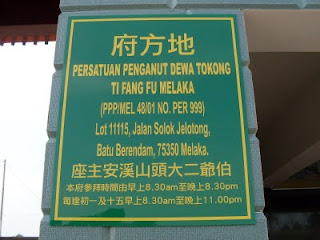 府方地
PERSATUAN PENGANUT DEWA TOKONG
TI FANG FU MELAKA
(PPP/MEL 48/01 NO. PER 999)
Lot 11115, Jalan Solok Jelotong,
Batu Berendam, 75350 Melaka.
座主安溪山頭大二爺伯
本府參拜時間由早上8.30am至晚上8.30pm
每逢初一及十五早上8.30am至晚上11.00pm